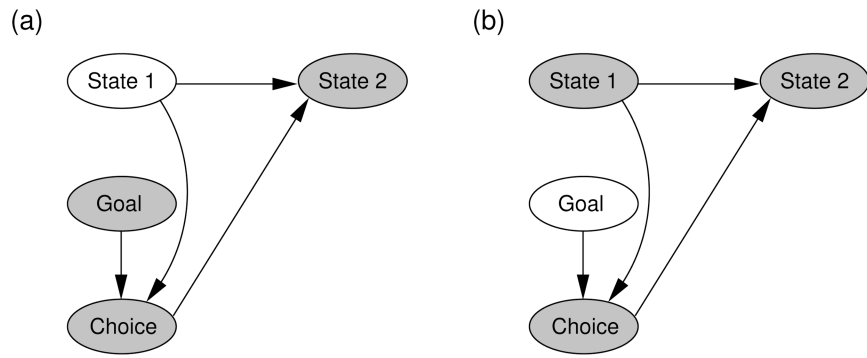 (a)
State 1
State 2
Goal
Choice
(b)
State 1
State 2
Goal
Choice